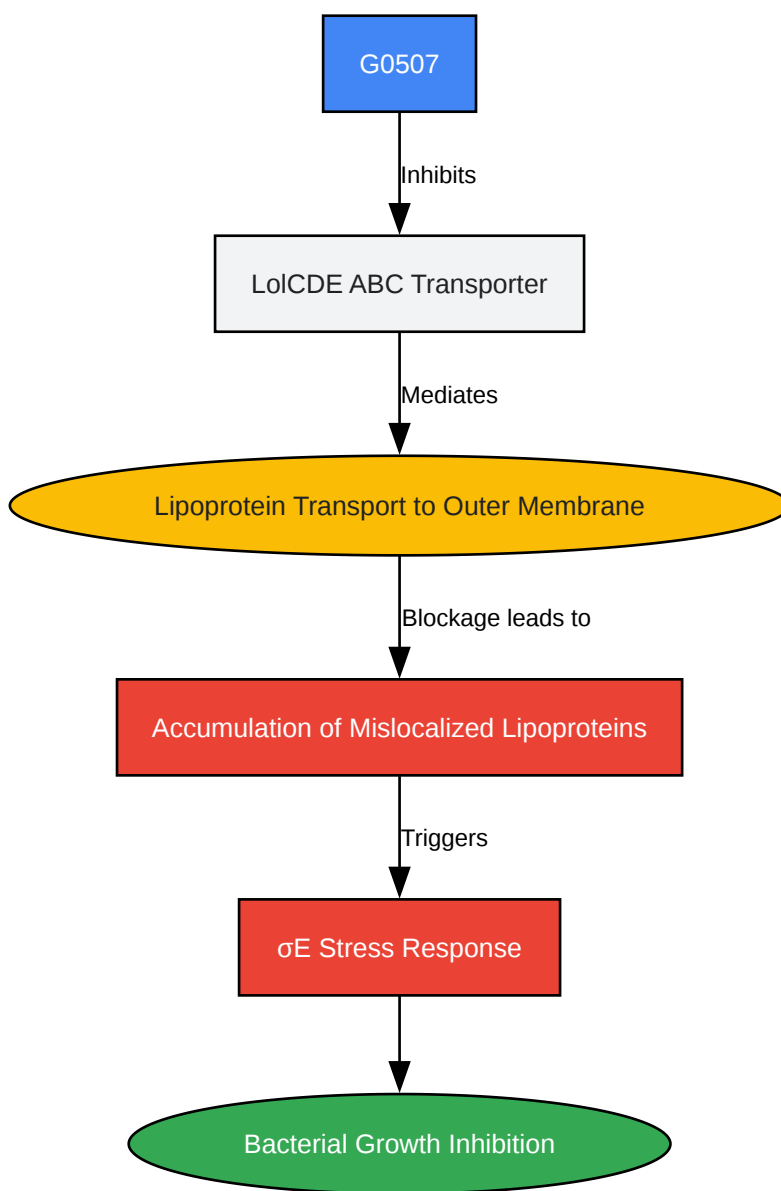 G0507
Inhibits
LolCDE ABC Transporter
Mediates
Lipoprotein Transport to Outer Membrane
Blockage leads to
Accumulation of Mislocalized Lipoproteins
Triggers
σE Stress Response
Bacterial Growth Inhibition